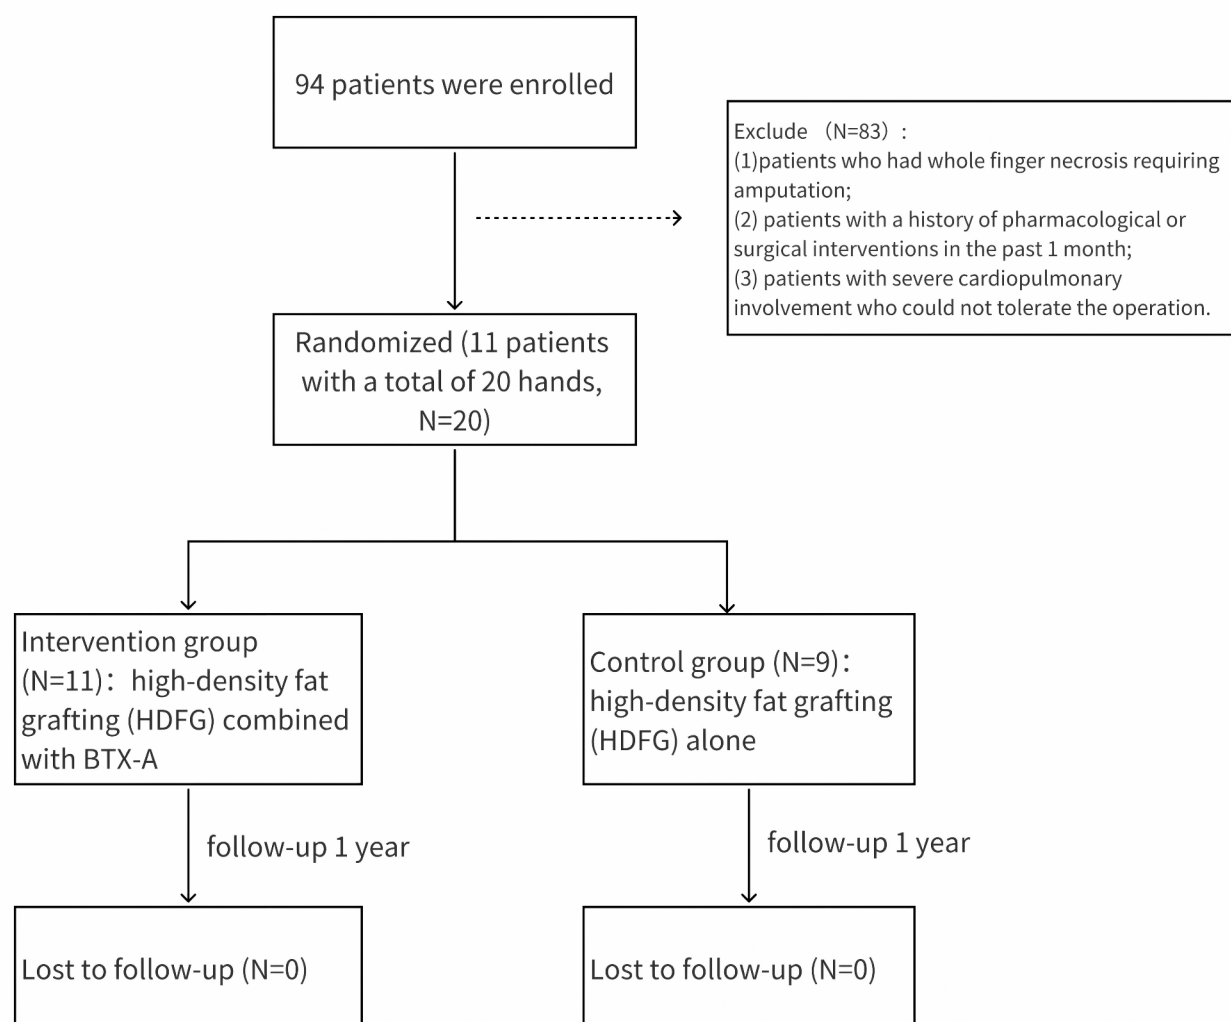 94 patients were enrolled
Exclude （N=83）:
(1)patients who had whole finger necrosis requiring
amputation;
(2) patients with a history of pharmacological or
surgical interventions in the past 1 month;
(3) patients with severe cardiopulmonary
involvement who could not tolerate the operation.
Randomized (11 patients
with a total of 20 hands,
N=20)
Intervention group
(N=11)：high-density fat
grafting (HDFG) combined
with BTX-A
Control group (N=9)：
high-density fat grafting
(HDFG) alone
follow-up 1 year
follow-up 1 year
Lost to follow-up (N=0)
Lost to follow-up (N=0)